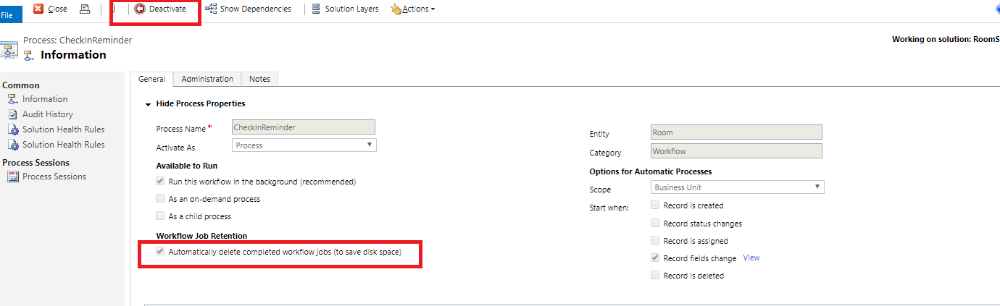 File Close Deactivate Show Dependencies Solution Layers Actions
Process: CheckInReminder
Information
Working on solution: RoomS
Common
Information
Audit History
Solution Health Rules
Solution Health Rules
Process Sessions
Process Sessions
General Administration Notes
Hide Process Properties
Process Name * CheckInReminder
Activate As Process
Available to Run
Run this workflow in the background (recommended)
As an on-demand process
As a child process
Workflow Job Retention
Automatically delete completed workflow jobs (to save disk space)
Entity Room
Category Workflow
Options for Automatic Processes
Scope Business Unit
Start when: Record is created
Record status changes
Record is assigned
Record fields change View
Record is deleted